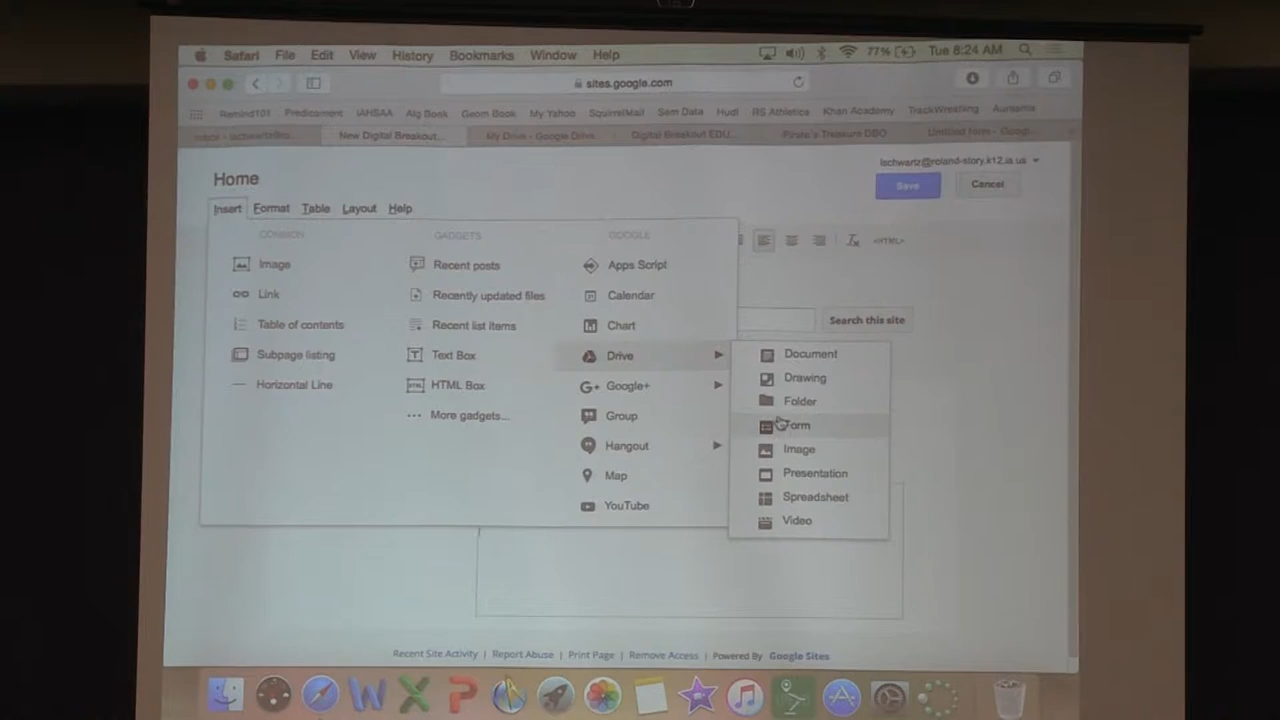 Safari File Edit View History Bookmarks Window Help 77% Tue 8:24 AM
sites.google.com
Remind101 Predicament IAHSAA Alg Book Geom Book My Yahoo SquirrelMail Sem Data Hudl RS Athletics Khan Academy TrackWrestling
New Digital Breakout... My Drive - Google Drive Digital Breakout EDU... Pirate's Treasure DBO Untitled form - Googl...
lschwartz@roland-story.k12.ia.us
Home
Save Cancel
Insert Format Table Layout Help
COMMON GADGETS GOOGLE
<HTML>
Image Recent posts Apps Script
Link Recently updated files Calendar
Table of contents Recent list items Chart
Search this site
Subpage listing Text Box Drive
Document
Horizontal Line HTML Box Google+
Drawing
Folder
More gadgets... Group
Form
Hangout
Image
Map
Presentation
Spreadsheet
YouTube
Video
Recent Site Activity | Report Abuse | Print Page | Remove Access | Powered By Google Sites